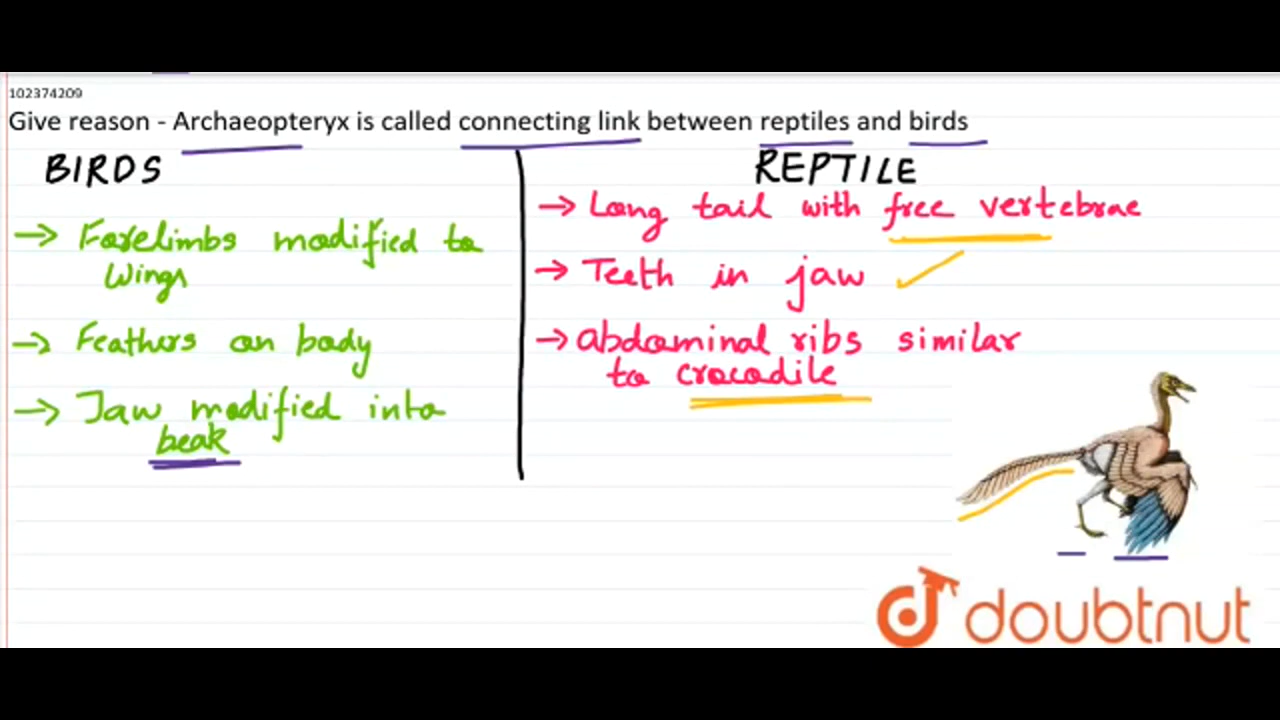 102374209
Give reason - Archaeopteryx is called connecting link between reptiles and birds
BIRDS
→ Forelimbs modified to
wings
→ Feathers on body
→ Jaw modified into
beak
REPTILE
→ Long tail with free vertebrae
→ Teeth in jaw ✓
→ Abdominal ribs similar
to crocodile
doubtnut